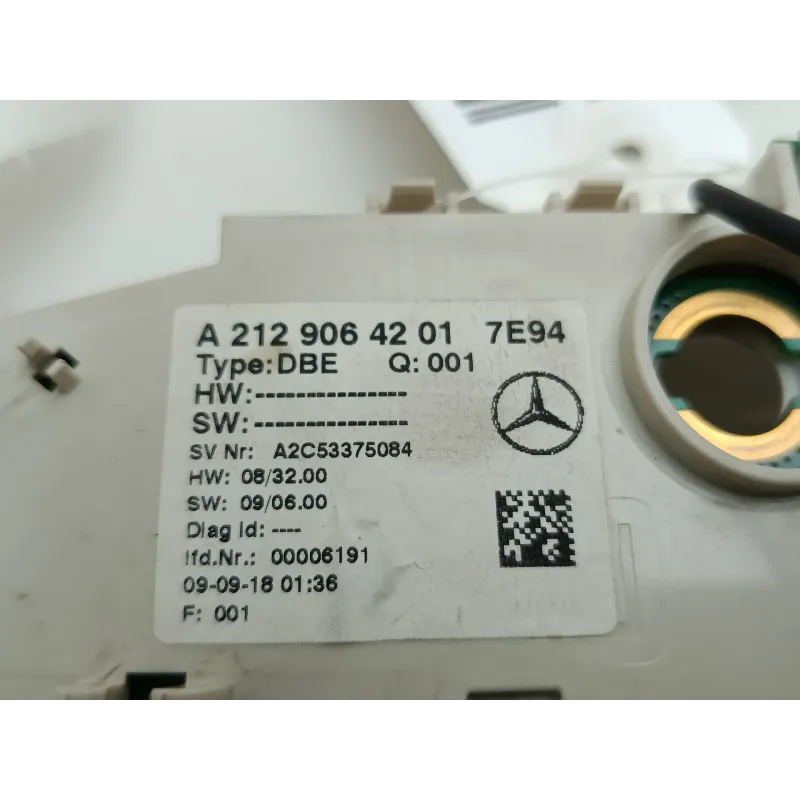 A 212 906 42 01 7E94
Type:DBE Q: 001
HW:---------------
SW:---------------
SV Nr: A2C53375084
HW: 08/32.00
SW: 09/06.00
Diag Id: ----
lfd.Nr.: 00006191
09-09-18 01:36
F: 001